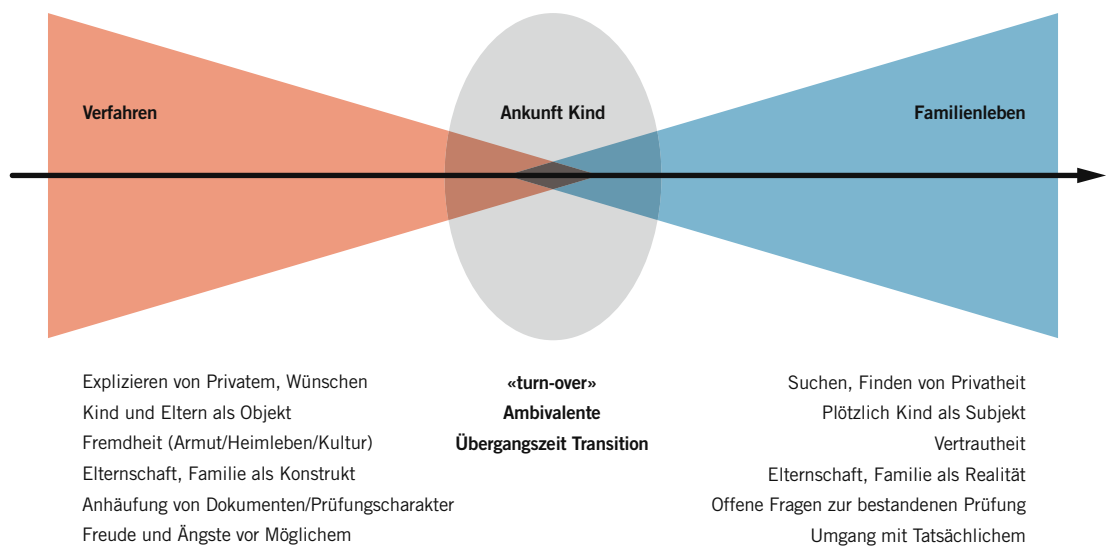 Verfahren
Ankunft Kind
Familienleben
Explizieren von Privatem, Wünschen
Kind und Eltern als Objekt
Fremdheit (Armut/Heimleben/Kultur)
Elternschaft, Familie als Konstrukt
Anhäufung von Dokumenten/Prüfungscharakter
Freude und Ängste vor Möglichem
«turn-over»
Ambivalente
Übergangszeit Transition
Suchen, Finden von Privatheit
Plötzlich Kind als Subjekt
Vertrautheit
Elternschaft, Familie als Realität
Offene Fragen zur bestandenen Prüfung
Umgang mit Tatsächlichem